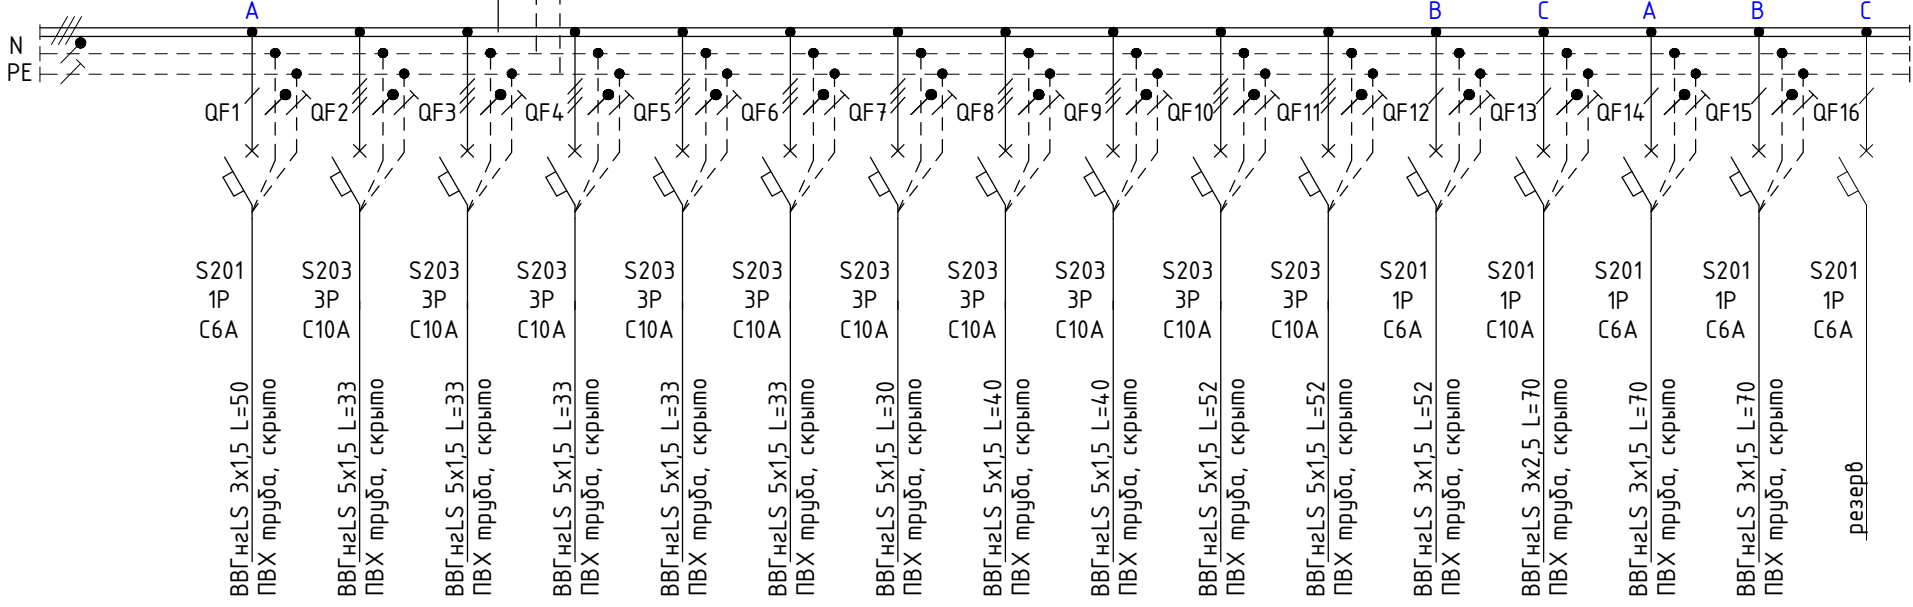 A B C A B C
N
PE
QF1 QF2 QF3 QF4 QF5 QF6 QF7 QF8 QF9 QF10 QF11 QF12 QF13 QF14 QF15 QF16
S201 S203 S203 S203 S203 S203 S203 S203 S203 S203 S203 S201 S201 S201 S201 S201
1P 3P 3P 3P 3P 3P 3P 3P 3P 3P 3P 1P 1P 1P 1P 1P
C6A C10A C10A C10A C10A C10A C10A C10A C10A C10A C10A C6A C10A C6A C6A C6A
ВВГнгLS 3х1,5 L=50
ПВХ труба, скрыто
ВВГнгLS 5х1,5 L=33
ПВХ труба, скрыто
ВВГнгLS 5х1,5 L=33
ПВХ труба, скрыто
ВВГнгLS 5х1,5 L=33
ПВХ труба, скрыто
ВВГнгLS 5х1,5 L=33
ПВХ труба, скрыто
ВВГнгLS 5х1,5 L=33
ПВХ труба, скрыто
ВВГнгLS 5х1,5 L=30
ПВХ труба, скрыто
ВВГнгLS 5х1,5 L=40
ПВХ труба, скрыто
ВВГнгLS 5х1,5 L=40
ПВХ труба, скрыто
ВВГнгLS 5х1,5 L=52
ПВХ труба, скрыто
ВВГнгLS 5х1,5 L=52
ПВХ труба, скрыто
ВВГнгLS 3х1,5 L=52
ПВХ труба, скрыто
ВВГнгLS 3х2,5 L=70
ПВХ труба, скрыто
ВВГнгLS 3х1,5 L=70
ПВХ труба, скрыто
ВВГнгLS 3х1,5 L=70
ПВХ труба, скрыто
резерв